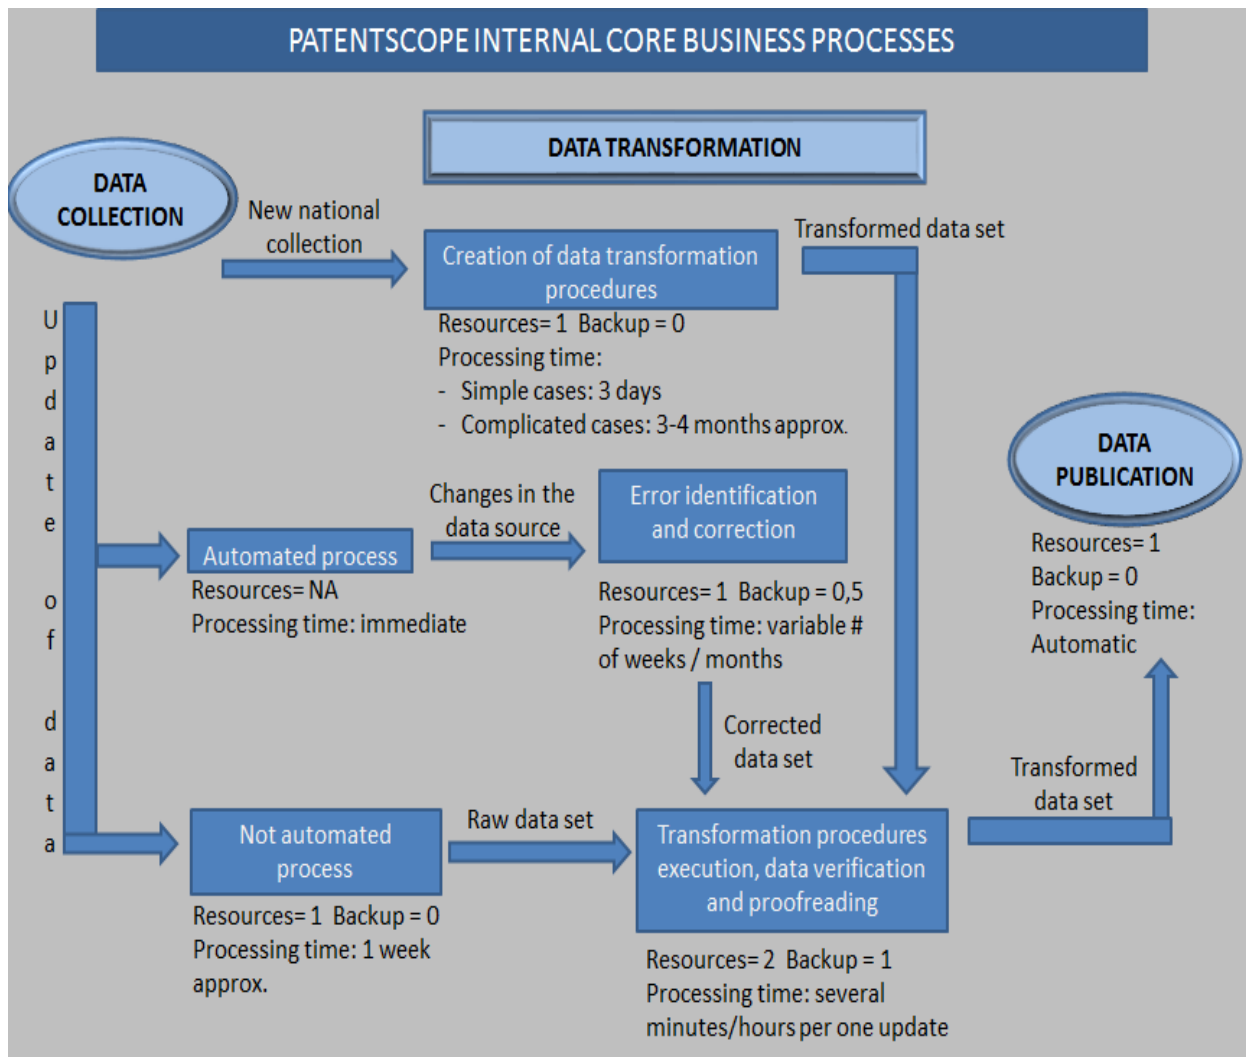 PATENTSCOPE INTERNAL CORE BUSINESS PROCESSES
DATA TRANSFORMATION
DATA
COLLECTION
New national
collection
Creation of data transformation
procedures
Transformed data set
Resources= 1 Backup = 0
Processing time:
- Simple cases: 3 days
- Complicated cases: 3-4 months approx.
Update of data
Automated process
Resources= NA
Processing time: immediate
Changes in the
data source
Error identification
and correction
Resources= 1 Backup = 0,5
Processing time: variable #
of weeks / months
Corrected
data set
Not automated
process
Resources= 1 Backup = 0
Processing time: 1 week
approx.
Raw data set
Transformation procedures
execution, data verification
and proofreading
Resources= 2 Backup = 1
Processing time: several
minutes/hours per one update
Transformed
data set
DATA
PUBLICATION
Resources= 1
Backup = 0
Processing time:
Automatic